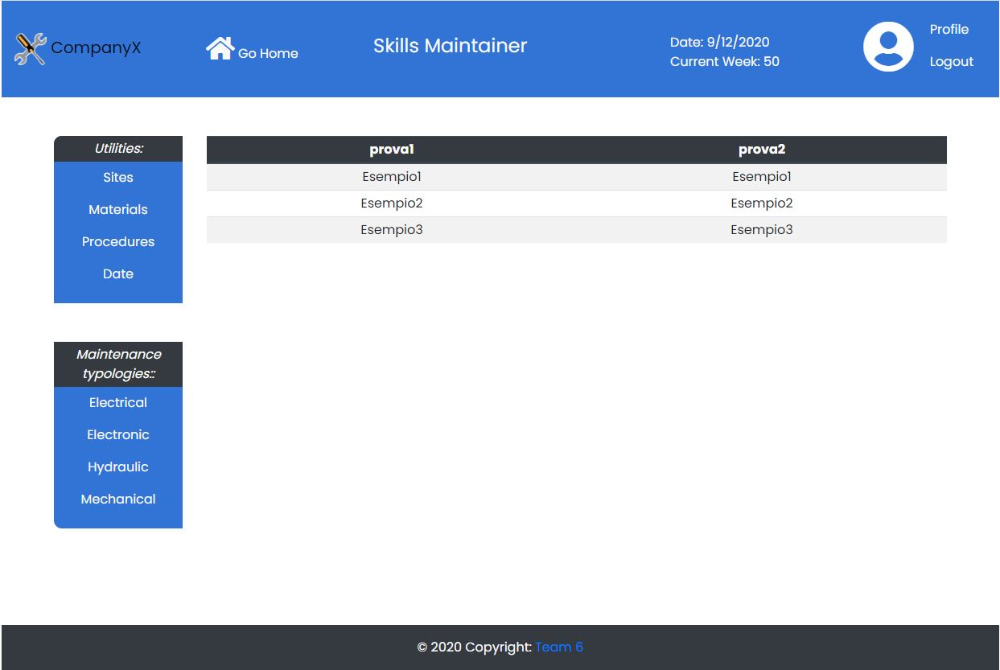 CompanyX
Go Home
Skills Maintainer
Date: 9/12/2020
Current Week: 50
Profile
Logout
Utilities:
Sites
Materials
Procedures
Date
Maintenance
typologies::
Electrical
Electronic
Hydraulic
Mechanical
prova1 prova2
Esempio1 Esempio1
Esempio2 Esempio2
Esempio3 Esempio3
© 2020 Copyright: Team 6